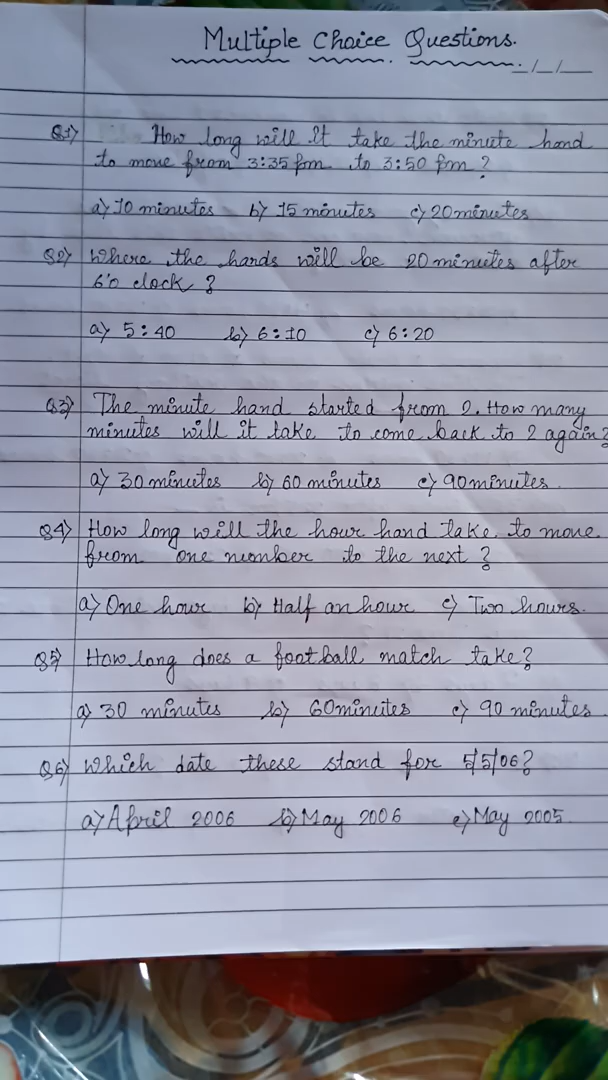 Multiple Choice Questions.
_/_/__
Q1) How long will it take the minute hand
to move from 3:35 pm to 3:50 pm ?
a) 10 minutes b) 15 minutes c) 20 minutes
Q2) Where the hands will be 20 minutes after
6'o clock ?
a) 5:40 b) 6:10 c) 6:20
Q3) The minute hand started from 2. How many
minutes will it take to come back to 2 again?
a) 30 minutes b) 60 minutes c) 90 minutes
Q4) How long will the hour hand take to move
from one number to the next ?
a) One hour b) Half an hour c) Two hours.
Q5) How long does a football match take?
a) 30 minutes b) 60 minutes c) 90 minutes
Q6) Which date these stand for 5/5/06?
a) April 2006 b) May 2006 c) May 2005